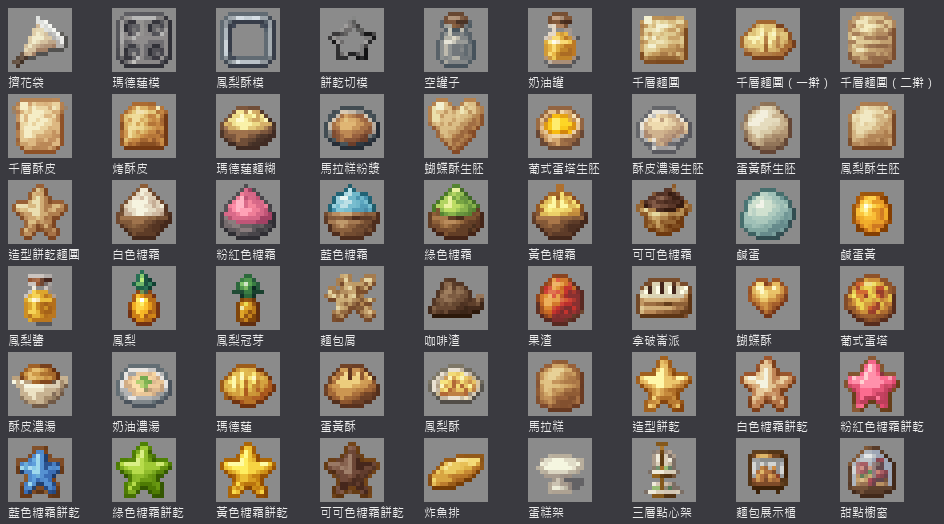 擠花袋 瑪德蓮模 鳳梨酥模 餅乾切模 空罐子 奶油罐 千層麵團 千層麵團(一擀) 千層麵團(二擀)
千層酥皮 烤酥皮 瑪德蓮麵糊 馬拉糕粉漿 蝴蝶酥生胚 葡式蛋塔生胚 酥皮濃湯生胚 蛋黃酥生胚 鳳梨酥生胚
造型餅乾麵團 白色糖霜 粉紅色糖霜 藍色糖霜 綠色糖霜 黃色糖霜 可可色糖霜 鹹蛋 鹹蛋黃
鳳梨醬 鳳梨 鳳梨冠芽 麵包屑 咖啡渣 果渣 拿破崙派 蝴蝶酥 葡式蛋塔
酥皮濃湯 奶油濃湯 瑪德蓮 蛋黃酥 鳳梨酥 馬拉糕 造型餅乾 白色糖霜餅乾 粉紅色糖霜餅乾
藍色糖霜餅乾 綠色糖霜餅乾 黃色糖霜餅乾 可可色糖霜餅乾 炸魚排 蛋糕架 三層點心架 麵包展示櫃 甜點櫥窗